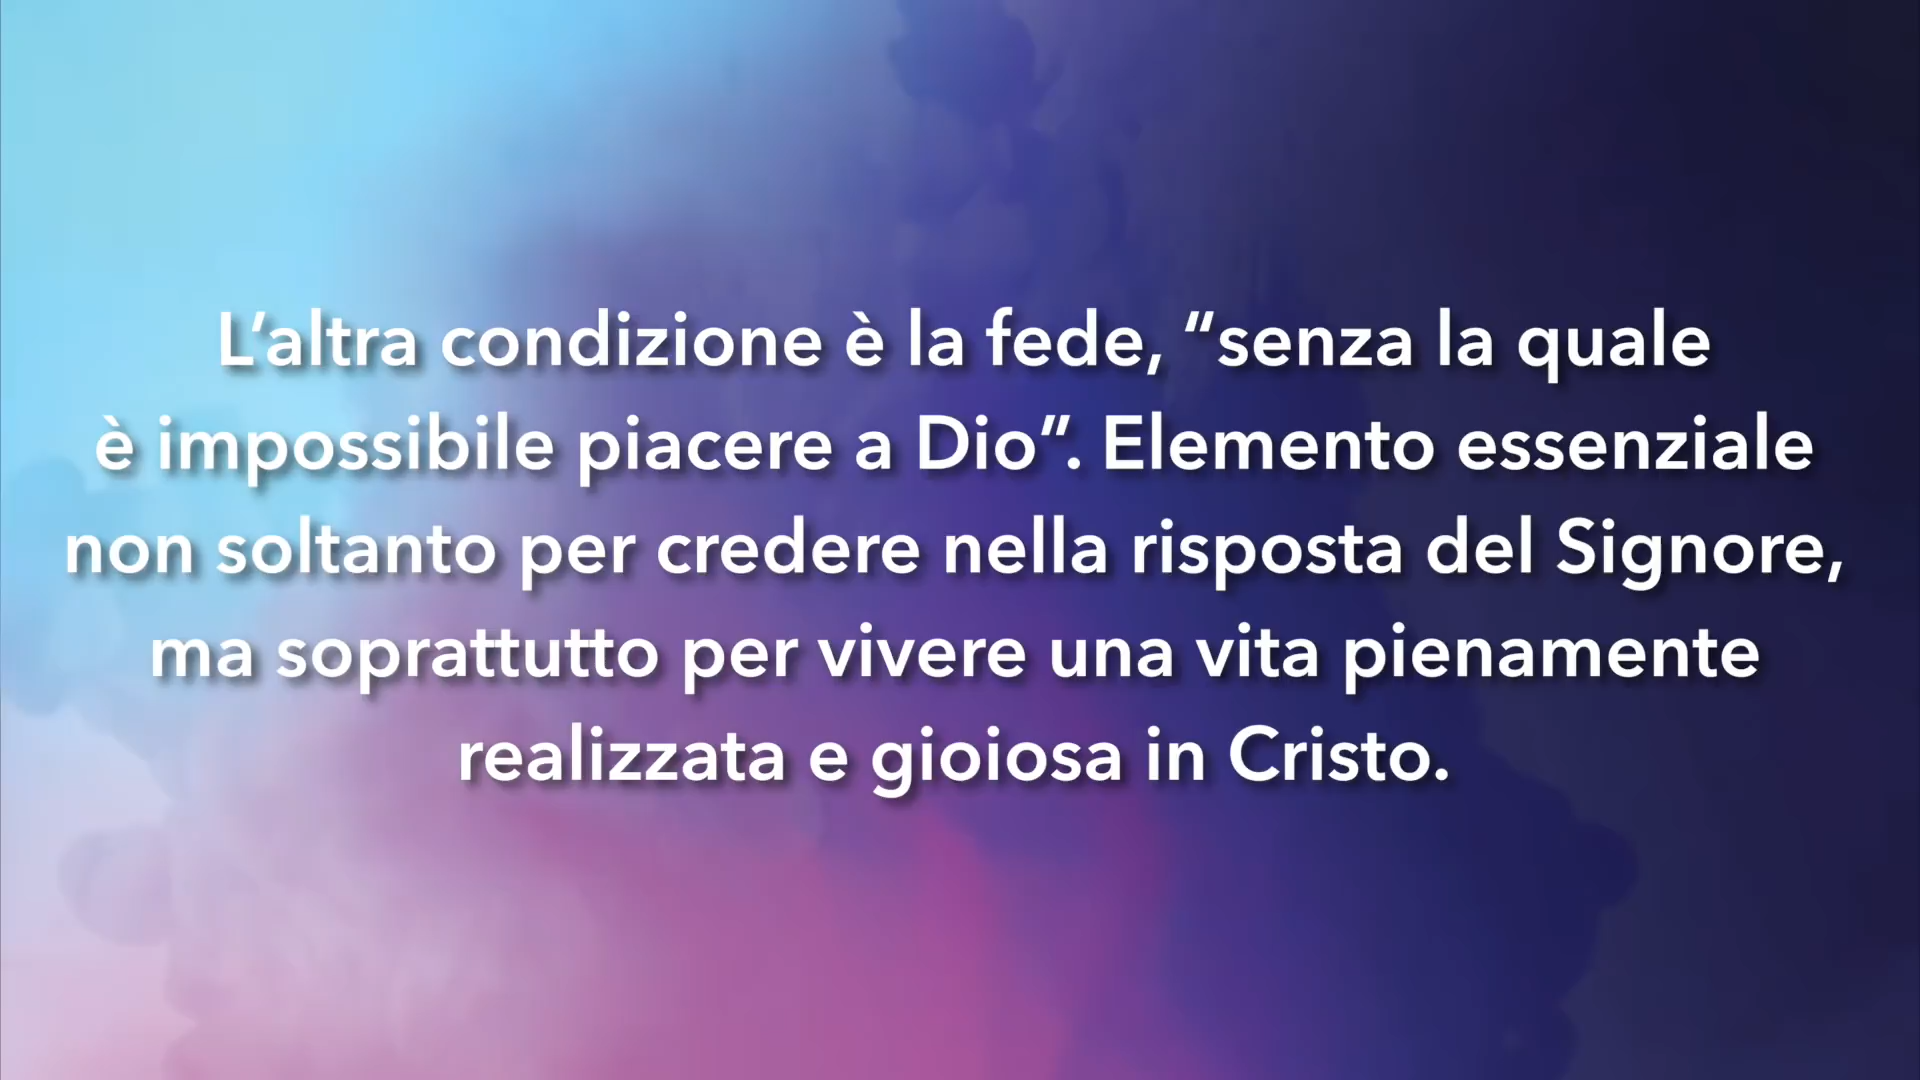 L’altra condizione è la fede, “senza la quale
è impossibile piacere a Dio”. Elemento essenziale
non soltanto per credere nella risposta del Signore,
ma soprattutto per vivere una vita pienamente
realizzata e gioiosa in Cristo.